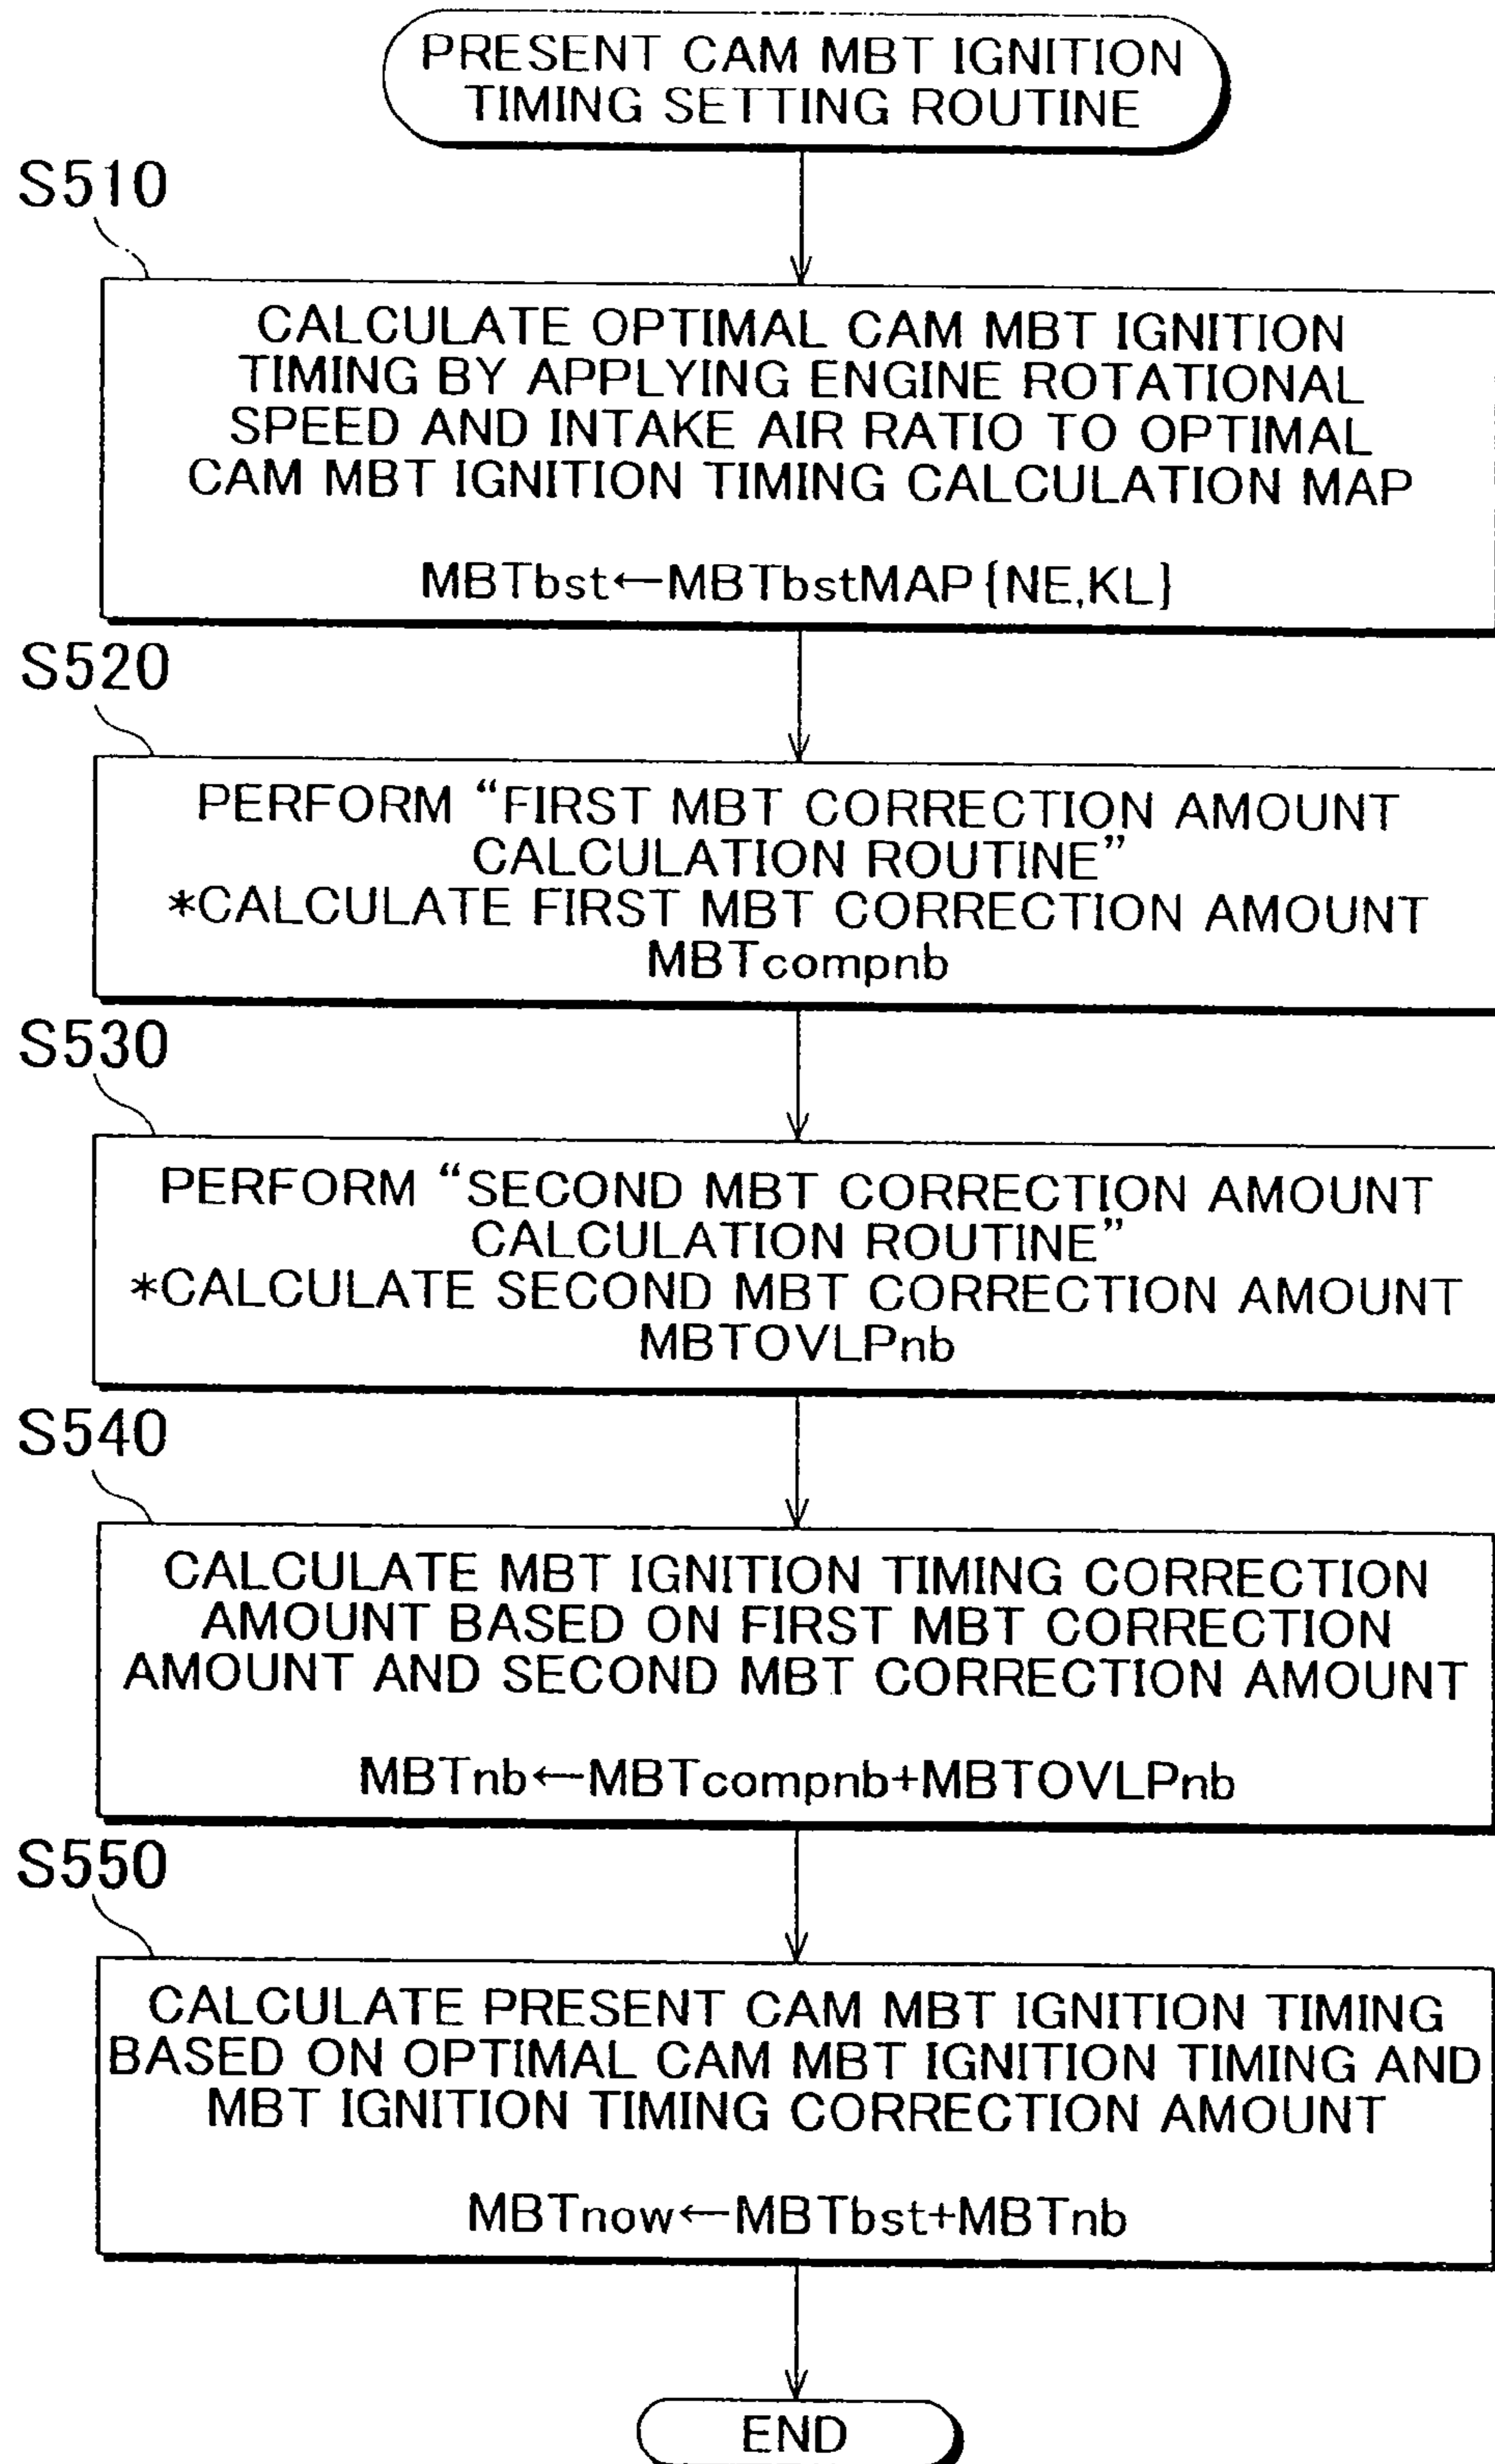 PRESENT CAM MBT IGNITION
TIMING SETTING ROUTINE
S510
CALCULATE OPTIMAL CAM MBT IGNITION
TIMING BY APPLYING ENGINE ROTATIONAL
SPEED AND INTAKE AIR RATIO TO OPTIMAL
CAM MBT IGNITION TIMING CALCULATION MAP
MBTbst←MBTbstMAP{NE,KL}
S520
PERFORM “FIRST MBT CORRECTION AMOUNT
CALCULATION ROUTINE”
*CALCULATE FIRST MBT CORRECTION AMOUNT
MBTcompnb
S530
PERFORM “SECOND MBT CORRECTION AMOUNT
CALCULATION ROUTINE”
*CALCULATE SECOND MBT CORRECTION AMOUNT
MBTOVLPnb
S540
CALCULATE MBT IGNITION TIMING CORRECTION
AMOUNT BASED ON FIRST MBT CORRECTION
AMOUNT AND SECOND MBT CORRECTION AMOUNT
MBTnb←MBTcompnb+MBTOVLPnb
S550
CALCULATE PRESENT CAM MBT IGNITION TIMING
BASED ON OPTIMAL CAM MBT IGNITION TIMING AND
MBT IGNITION TIMING CORRECTION AMOUNT
MBTnow←MBTbst+MBTnb
END